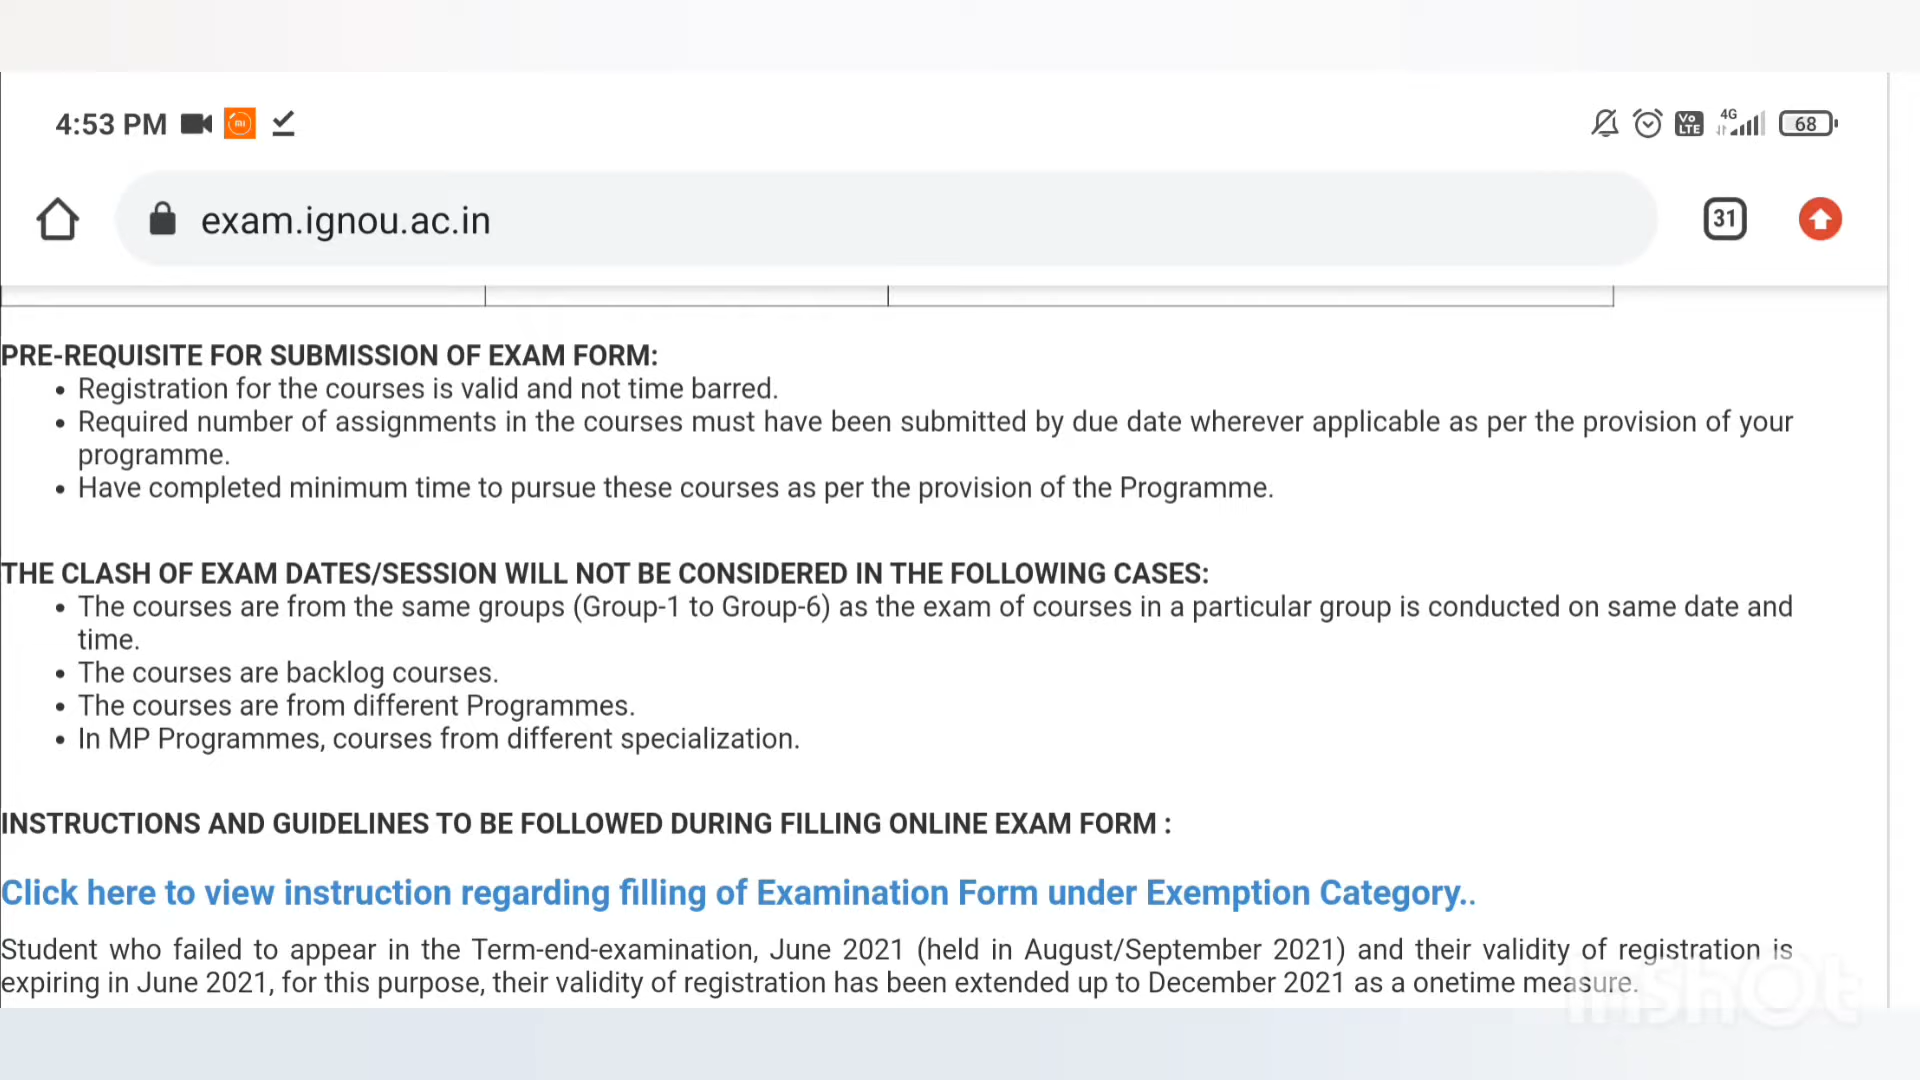 4:53 PM
Vo LTE 4G 68
exam.ignou.ac.in
31
PRE-REQUISITE FOR SUBMISSION OF EXAM FORM:
• Registration for the courses is valid and not time barred.
• Required number of assignments in the courses must have been submitted by due date wherever applicable as per the provision of your
programme.
• Have completed minimum time to pursue these courses as per the provision of the Programme.
THE CLASH OF EXAM DATES/SESSION WILL NOT BE CONSIDERED IN THE FOLLOWING CASES:
• The courses are from the same groups (Group-1 to Group-6) as the exam of courses in a particular group is conducted on same date and
time.
• The courses are backlog courses.
• The courses are from different Programmes.
• In MP Programmes, courses from different specialization.
INSTRUCTIONS AND GUIDELINES TO BE FOLLOWED DURING FILLING ONLINE EXAM FORM :
Click here to view instruction regarding filling of Examination Form under Exemption Category..
Student who failed to appear in the Term-end-examination, June 2021 (held in August/September 2021) and their validity of registration is
expiring in June 2021, for this purpose, their validity of registration has been extended up to December 2021 as a onetime measure.
InShOt